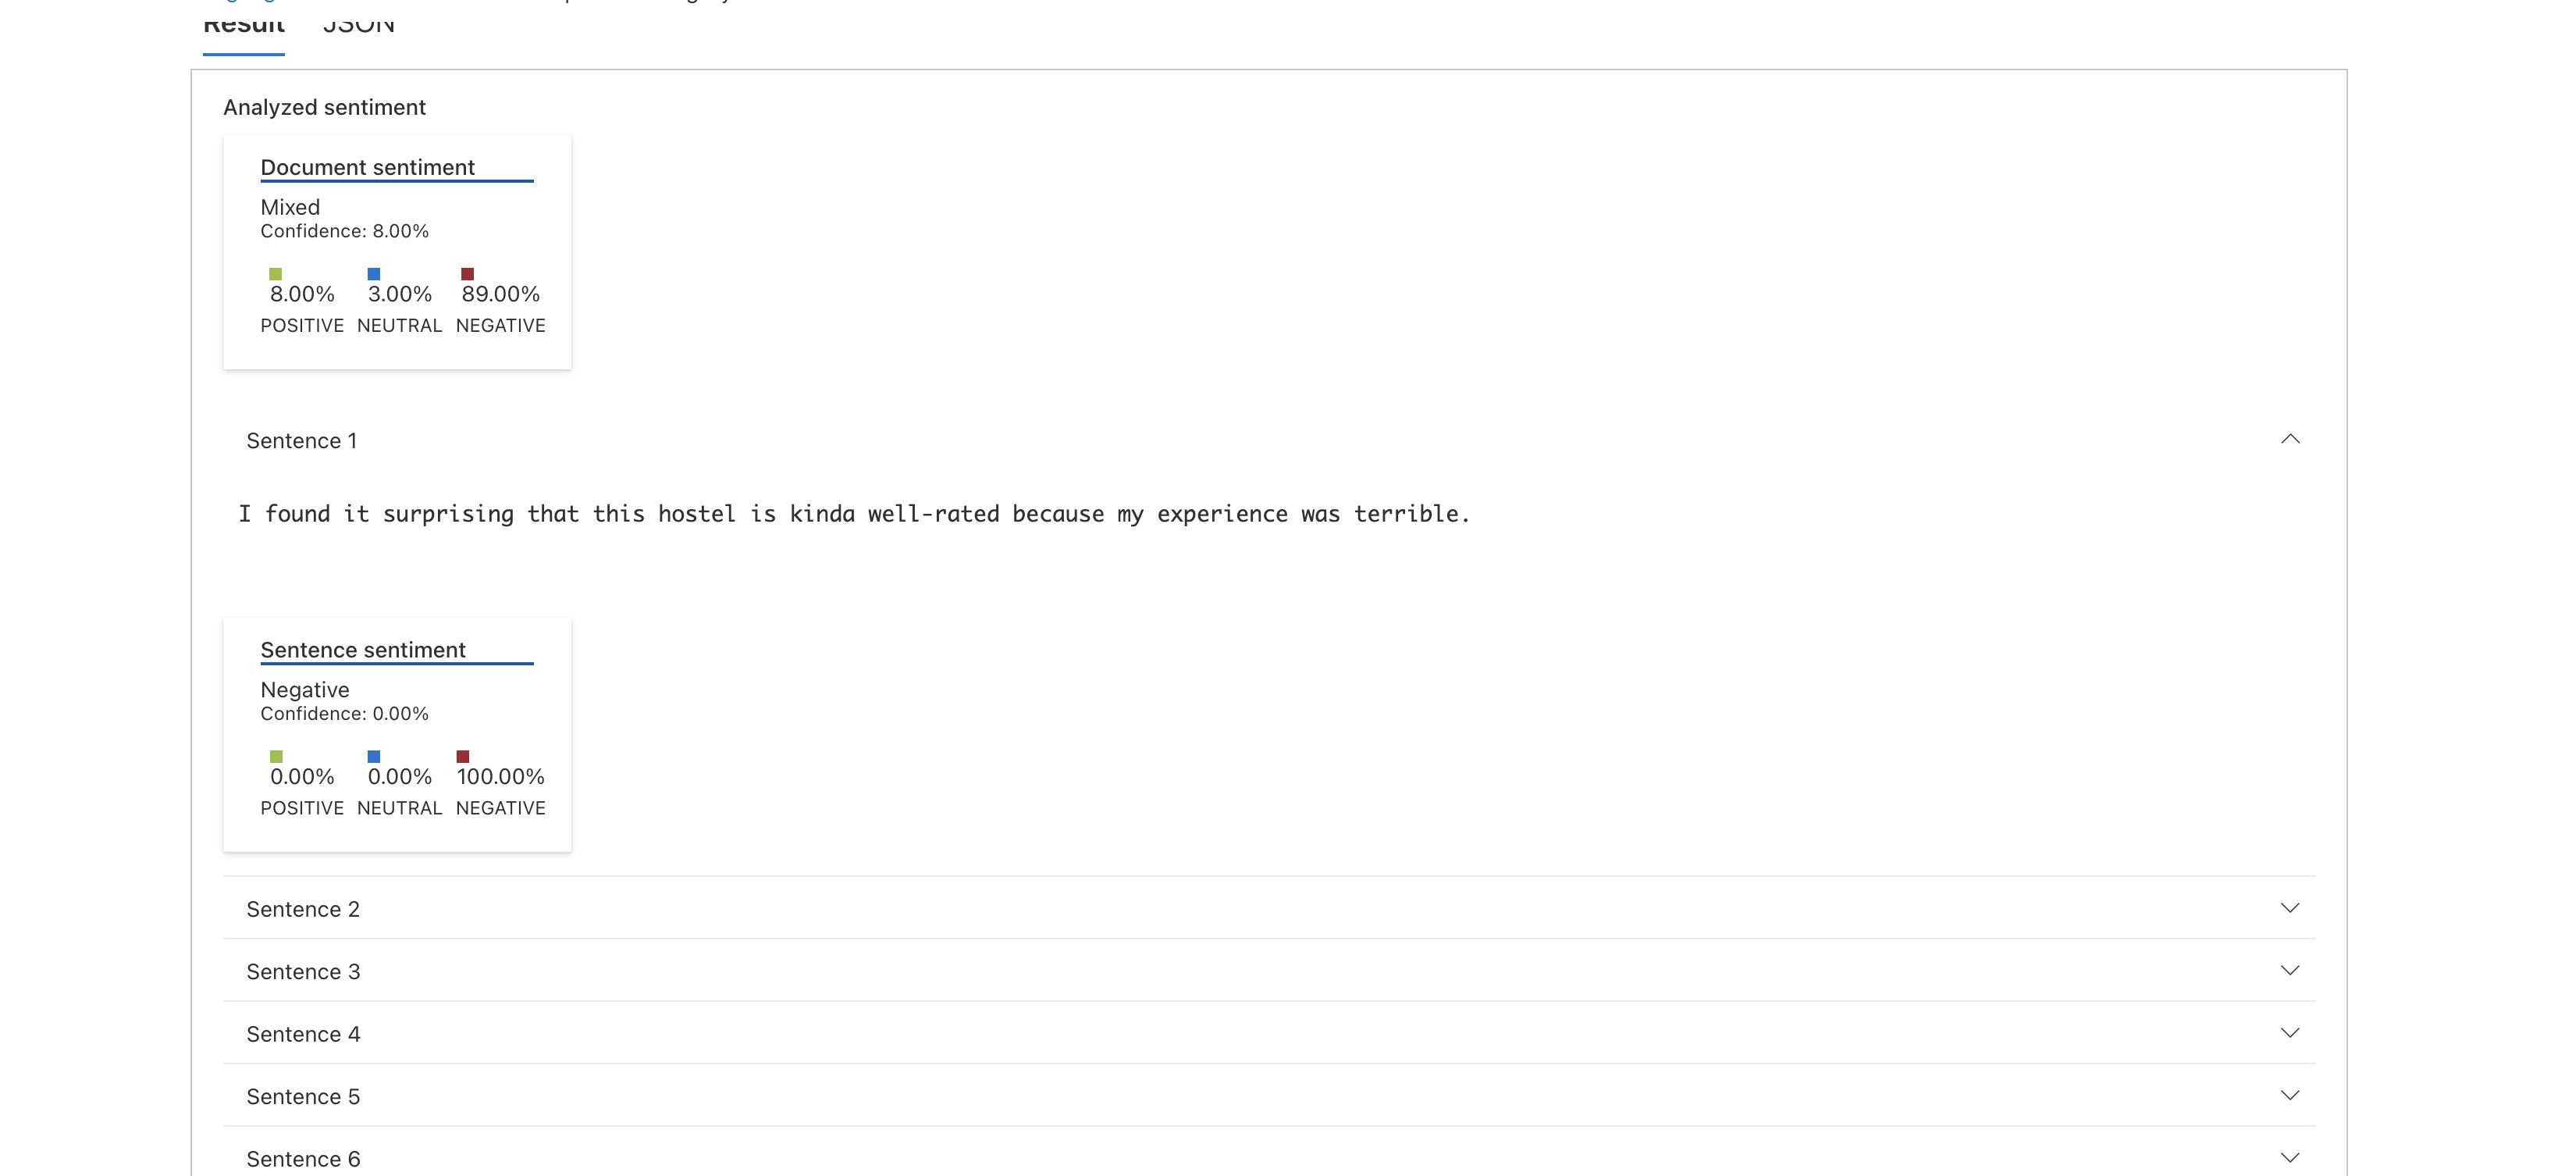 Result JSON
Analyzed sentiment
Document sentiment
Mixed
Confidence: 8.00%
8.00% 3.00% 89.00%
POSITIVE NEUTRAL NEGATIVE
Sentence 1
I found it surprising that this hostel is kinda well-rated because my experience was terrible.
Sentence sentiment
Negative
Confidence: 0.00%
0.00% 0.00% 100.00%
POSITIVE NEUTRAL NEGATIVE
Sentence 2
Sentence 3
Sentence 4
Sentence 5
Sentence 6